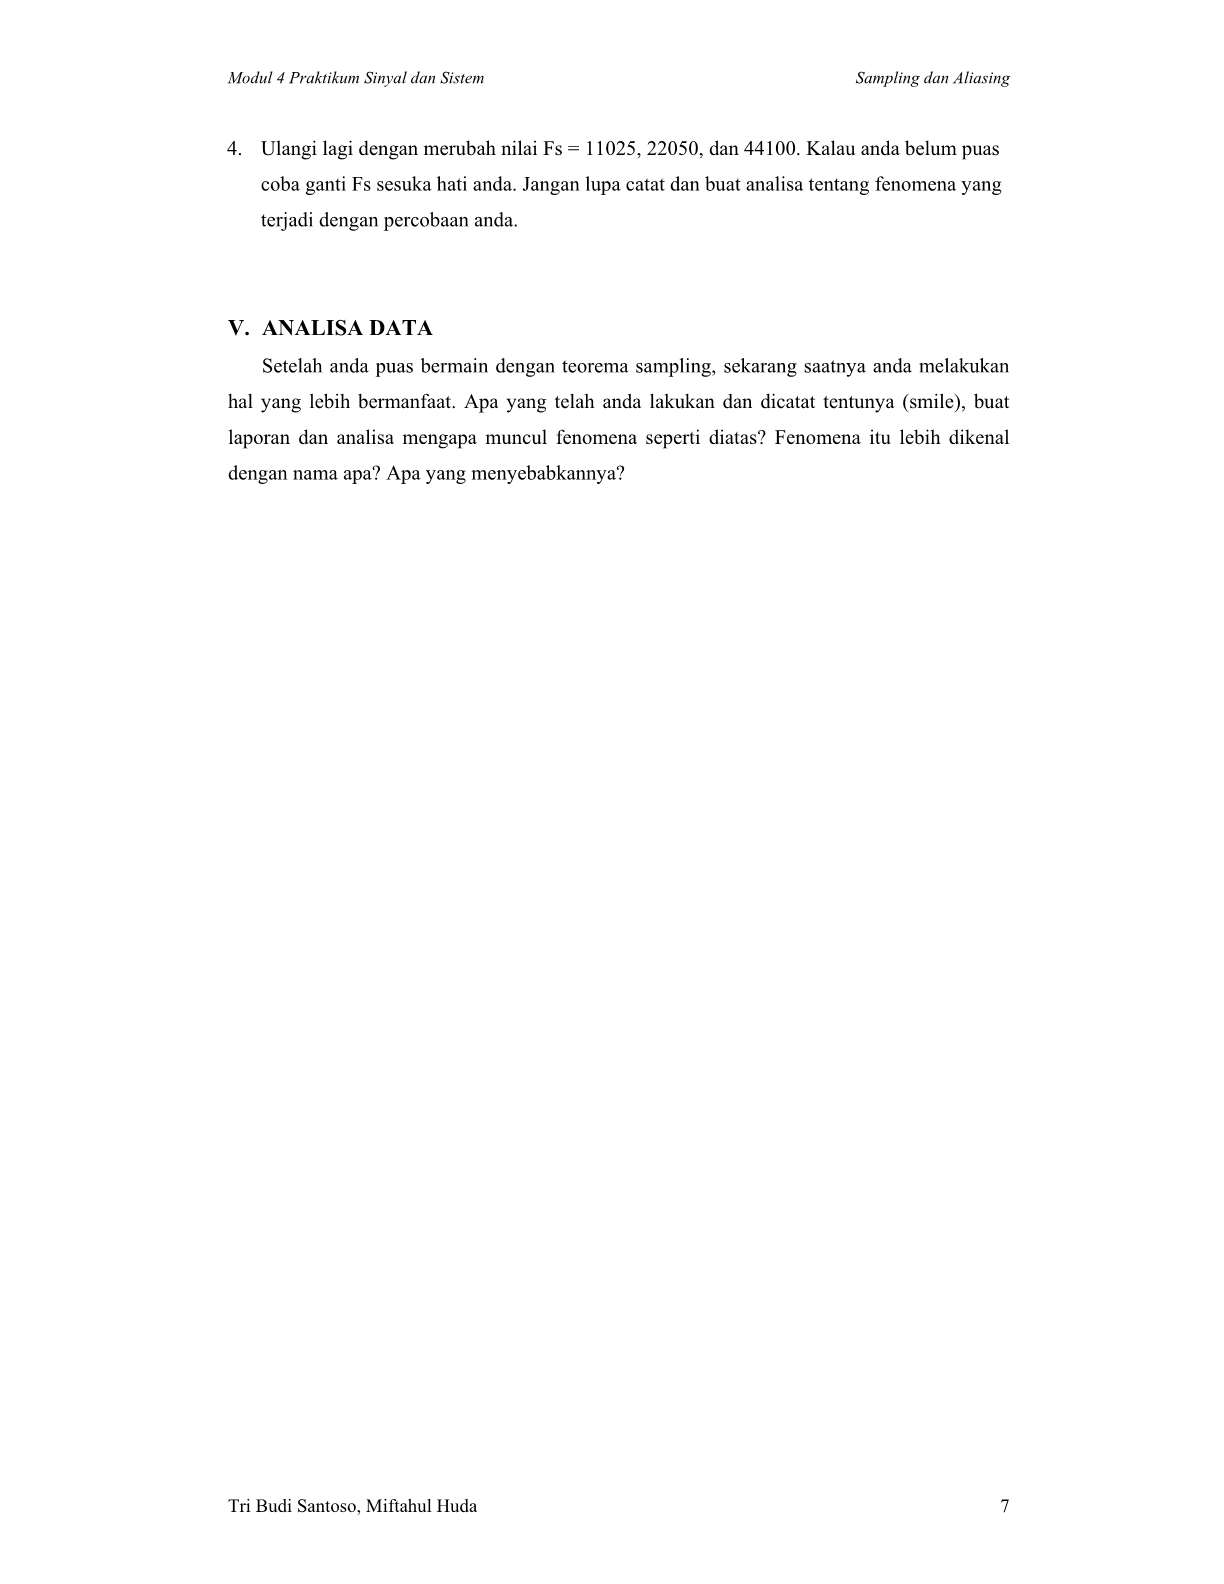 Modul 4 Praktikum Sinyal dan Sistem Sampling dan Aliasing
4. Ulangi lagi dengan merubah nilai Fs = 11025, 22050, dan 44100. Kalau anda belum puas
coba ganti Fs sesuka hati anda. Jangan lupa catat dan buat analisa tentang fenomena yang
terjadi dengan percobaan anda.
V. ANALISA DATA
Setelah anda puas bermain dengan teorema sampling, sekarang saatnya anda melakukan
hal yang lebih bermanfaat. Apa yang telah anda lakukan dan dicatat tentunya (smile), buat
laporan dan analisa mengapa muncul fenomena seperti diatas? Fenomena itu lebih dikenal
dengan nama apa? Apa yang menyebabkannya?
Tri Budi Santoso, Miftahul Huda 7